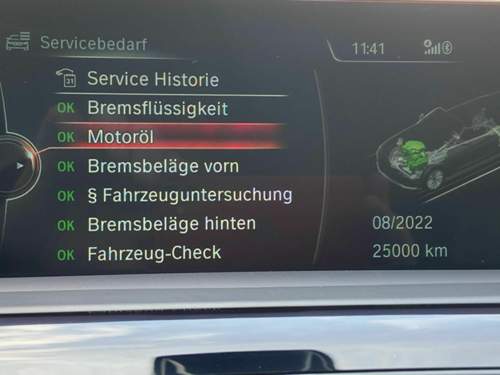 Servicebedarf 11:41
Service Historie
OK Bremsflüssigkeit
OK Motoröl
OK Bremsbeläge vorn
OK § Fahrzeuguntersuchung
OK Bremsbeläge hinten 08/2022
OK Fahrzeug-Check 25000 km